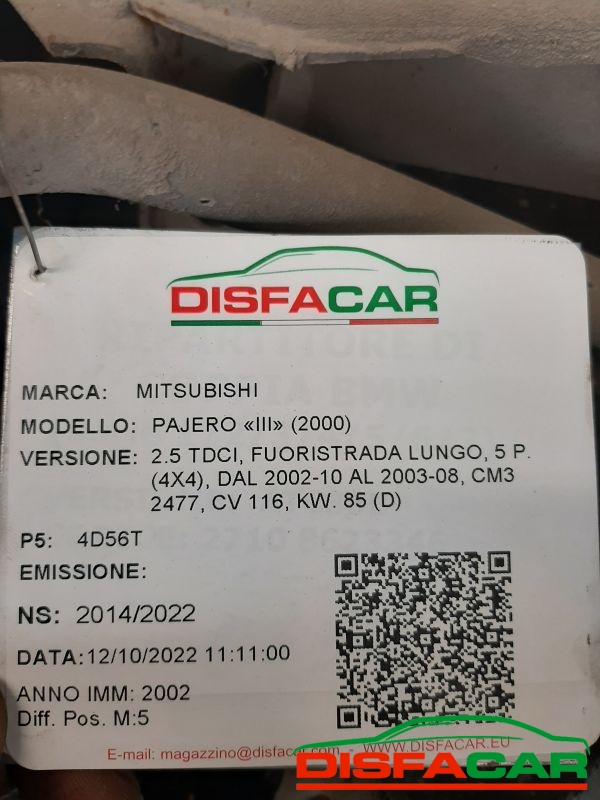 DISFACAR
MARCA: MITSUBISHI
MODELLO: PAJERO «III» (2000)
VERSIONE: 2.5 TDCI, FUORISTRADA LUNGO, 5 P.
(4X4), DAL 2002-10 AL 2003-08, CM3
2477, CV 116, KW. 85 (D)
P5: 4D56T
EMISSIONE:
NS: 2014/2022
DATA:12/10/2022 11:11:00
ANNO IMM: 2002
Diff. Pos. M:5
E-mail: magazzino@disfacar.com - WWW.DISFACAR.EU
DISFACAR